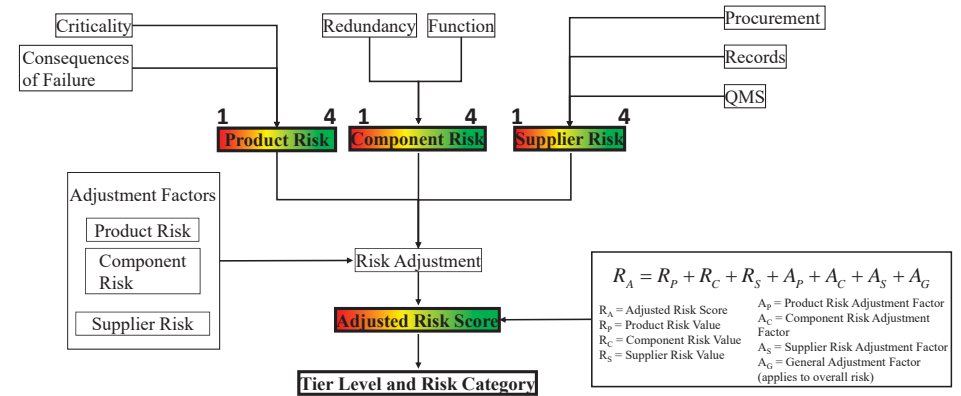 Criticality
Consequences
of Failure
Redundancy
Function
Procurement
Records
QMS
1
4
Product Risk
1
4
Component Risk
1
4
Supplier Risk
Adjustment Factors
Product Risk
Component
Risk
Supplier Risk
Risk Adjustment
Adjusted Risk Score
Tier Level and Risk Category
R_A = R_P + R_C + R_S + A_P + A_C + A_S + A_G
R_A = Adjusted Risk Score
R_P = Product Risk Value
R_C = Component Risk Value
R_S = Supplier Risk Value
A_P = Product Risk Adjustment Factor
A_C = Component Risk Adjustment
Factor
A_S = Supplier Risk Adjustment Factor
A_G = General Adjustment Factor
(applies to overall risk)